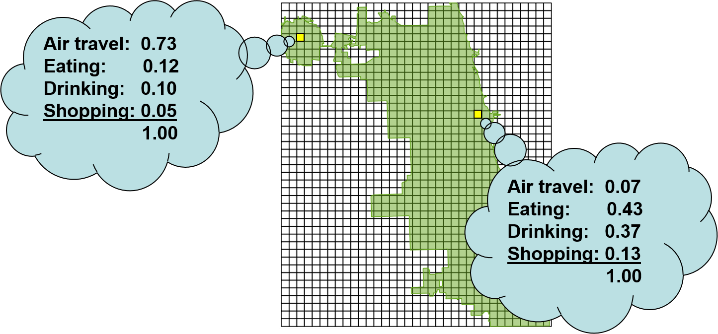 Air travel: 0.73
Eating: 0.12
Drinking: 0.10
Shopping: 0.05
1.00
Air travel: 0.07
Eating: 0.43
Drinking: 0.37
Shopping: 0.13
1.00